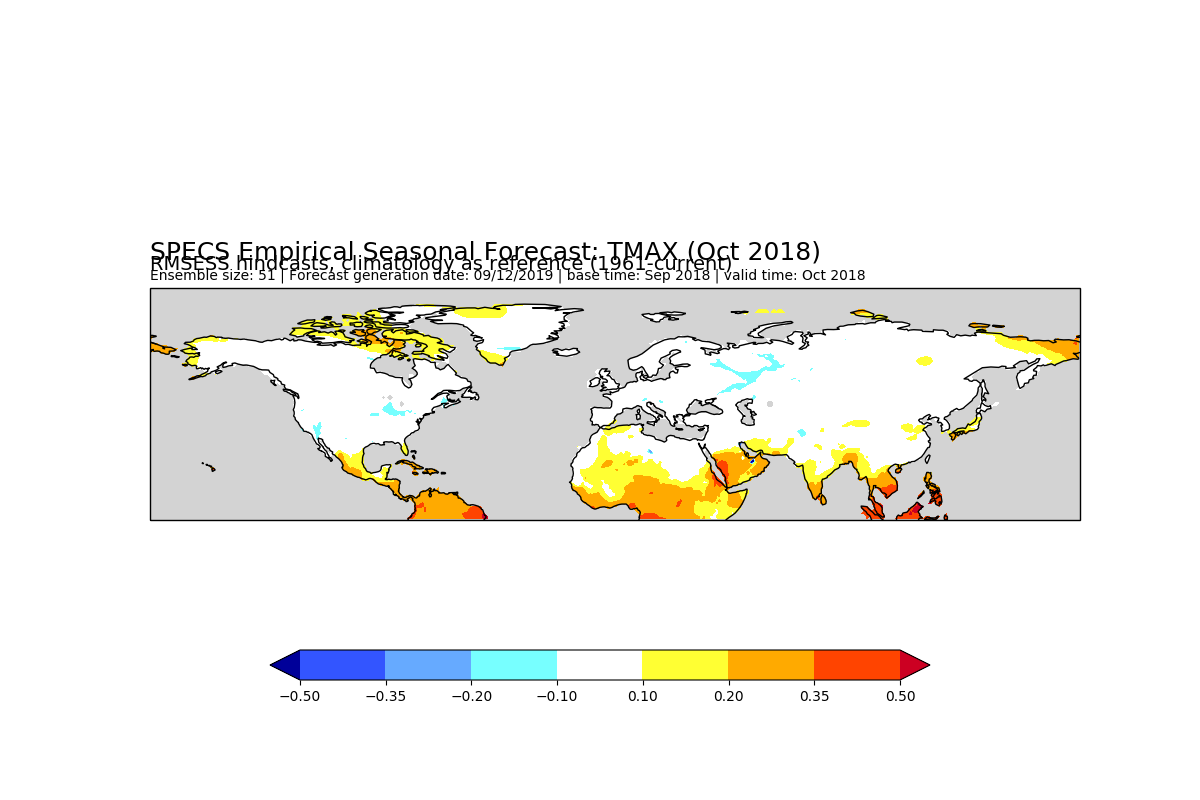 SPECS Empirical Seasonal Forecast: TMAX (Oct 2018)
RMSESS hindcasts, climatology as reference (1961-current)
Ensemble size: 51 | Forecast generation date: 09/12/2019 | base time: Sep 2018 | valid time: Oct 2018
−0.50 −0.35 −0.20 −0.10 0.10 0.20 0.35 0.50